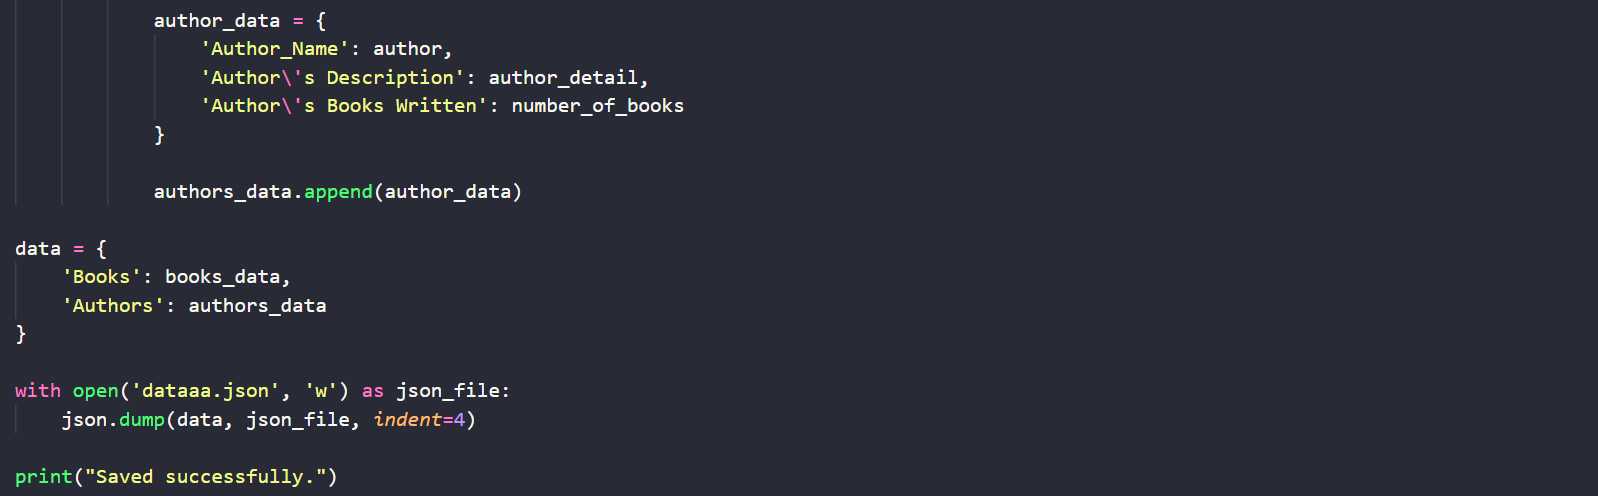 author_data = {
'Author_Name': author,
'Author\'s Description': author_detail,
'Author\'s Books Written': number_of_books
}
authors_data.append(author_data)
data = {
'Books': books_data,
'Authors': authors_data
}
with open('dataaa.json', 'w') as json_file:
json.dump(data, json_file, indent=4)
print("Saved successfully.")